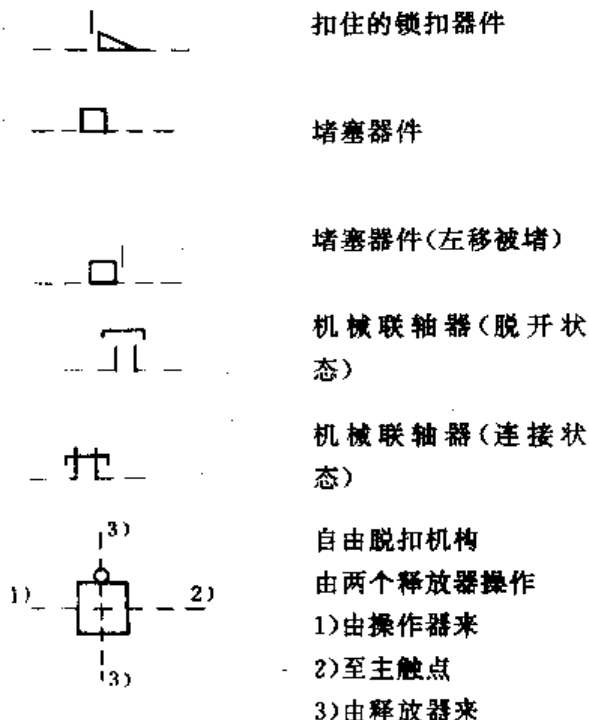 扣住的锁扣器件
堵塞器件
堵塞器件(左移被堵)
机械联轴器(脱开状
态)
机械联轴器(连接状
态)
3)
1)
2)
3)
自由脱扣机构
由两个释放器操作
1)由操作器来
2)至主触点
3)由释放器来